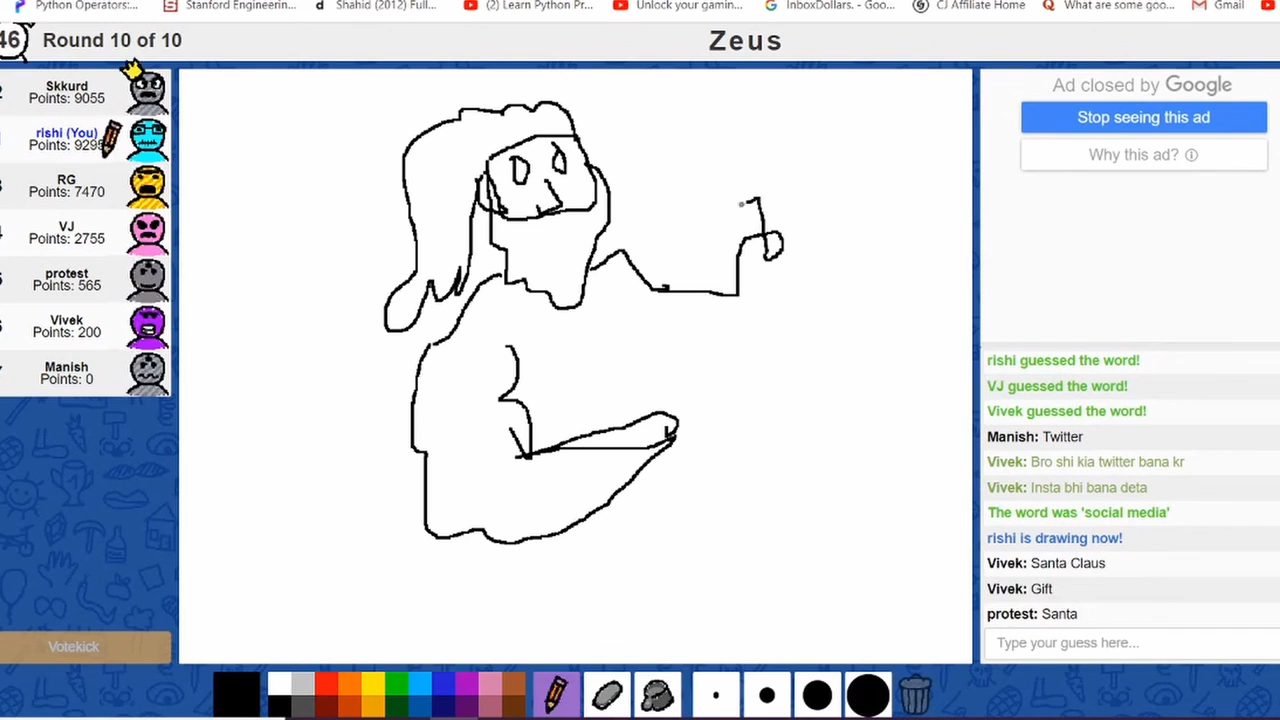 Python Operators:...
Stanford Engineerin...
Shahid (2012) Full...
(2) Learn Python Pr...
Unlock your gamin...
InboxDollars. - Goo...
CJ Affiliate Home
What are some goo...
Gmail
46
Round 10 of 10
Zeus
2
Skkurd
Points: 9055
rishi (You)
Points: 9295
RG
Points: 7470
VJ
Points: 2755
protest
Points: 565
Vivek
Points: 200
Manish
Points: 0
Votekick
Ad closed by Google
Stop seeing this ad
Why this ad?
rishi guessed the word!
VJ guessed the word!
Vivek guessed the word!
Manish: Twitter
Vivek: Bro shi kia twitter bana kr
Vivek: Insta bhi bana deta
The word was 'social media'
rishi is drawing now!
Vivek: Santa Claus
Vivek: Gift
protest: Santa
Type your guess here...